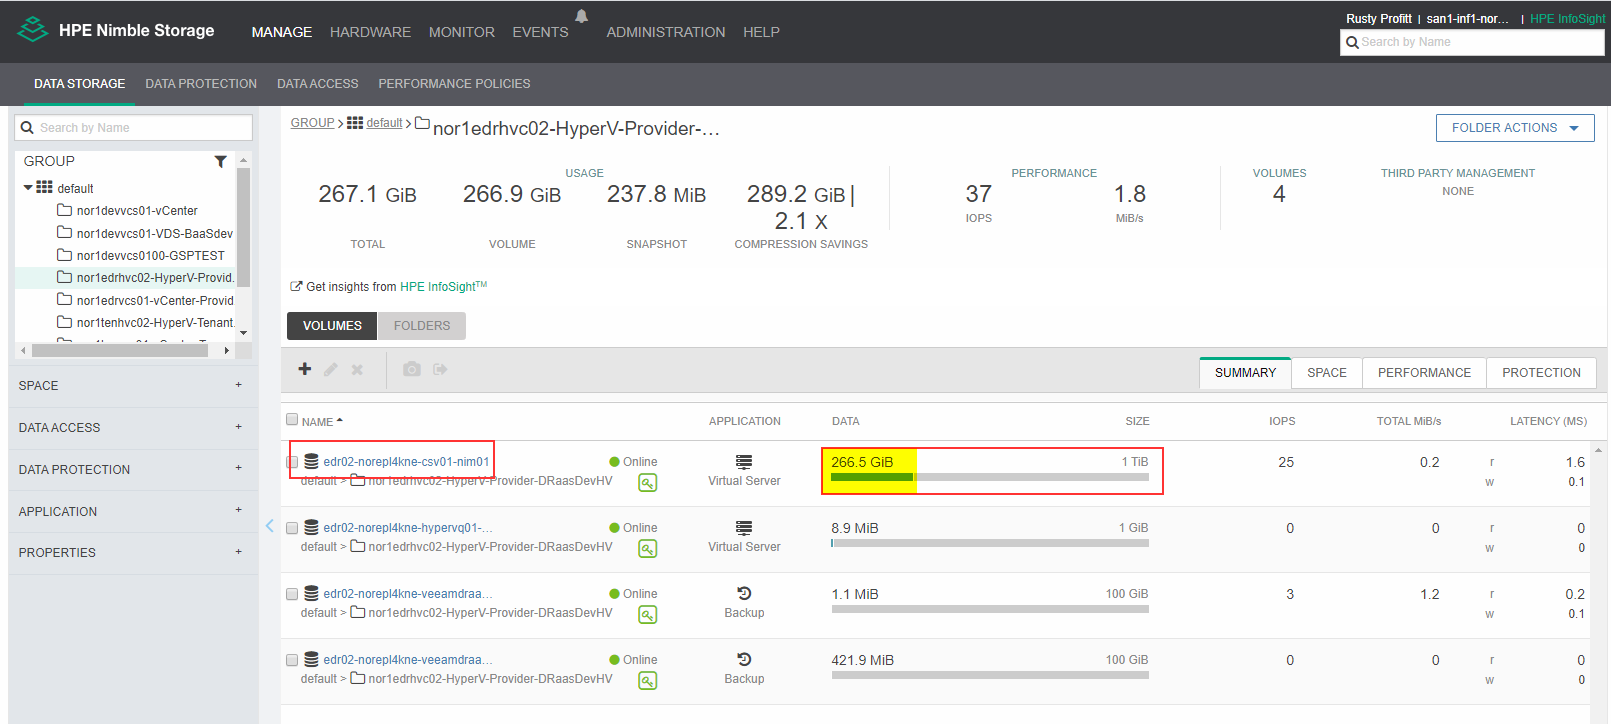 HPE Nimble Storage
MANAGE HARDWARE MONITOR EVENTS ADMINISTRATION HELP
Rusty Profitt | san1-inf1-nor... | HPE InfoSight
Search by Name
DATA STORAGE DATA PROTECTION DATA ACCESS PERFORMANCE POLICIES
Search by Name
GROUP
default
nor1devvcs01-vCenter
nor1devvcs01-VDS-BaaSdev
nor1devvcs0100-GSPTEST
nor1edrhvc02-HyperV-Provid.
nor1edrvcs01-vCenter-Provid
nor1tenhvc02-HyperV-Tenant.
SPACE +
DATA ACCESS +
DATA PROTECTION +
APPLICATION +
PROPERTIES +
GROUP > default > nor1edrhvc02-HyperV-Provider-...
FOLDER ACTIONS
USAGE
267.1 GiB 266.9 GiB 237.8 MiB 289.2 GiB |
2.1 X
TOTAL VOLUME SNAPSHOT COMPRESSION SAVINGS
PERFORMANCE
37 1.8
IOPS MiB/s
VOLUMES
4
THIRD PARTY MANAGEMENT
NONE
Get insights from HPE InfoSight™
VOLUMES FOLDERS
SUMMARY SPACE PERFORMANCE PROTECTION
NAME APPLICATION DATA SIZE IOPS TOTAL MiB/s LATENCY (MS)
edr02-norepl4kne-csv01-nim01 Online 266.5 GiB 1 TiB 25 0.2 r 1.6
default > nor1edrhvc02-HyperV-Provider-DRaasDevHV Virtual Server w 0.1
edr02-norepl4kne-hypervq01-... Online 8.9 MiB 1 GiB 0 0 r 0
default > nor1edrhvc02-HyperV-Provider-DRaasDevHV Virtual Server w 0
edr02-norepl4kne-veeamdraa... Online 1.1 MiB 100 GiB 3 1.2 r 0.2
default > nor1edrhvc02-HyperV-Provider-DRaasDevHV Backup w 0.1
edr02-norepl4kne-veeamdraa... Online 421.9 MiB 100 GiB 0 0 r 0
default > nor1edrhvc02-HyperV-Provider-DRaasDevHV Backup w 0